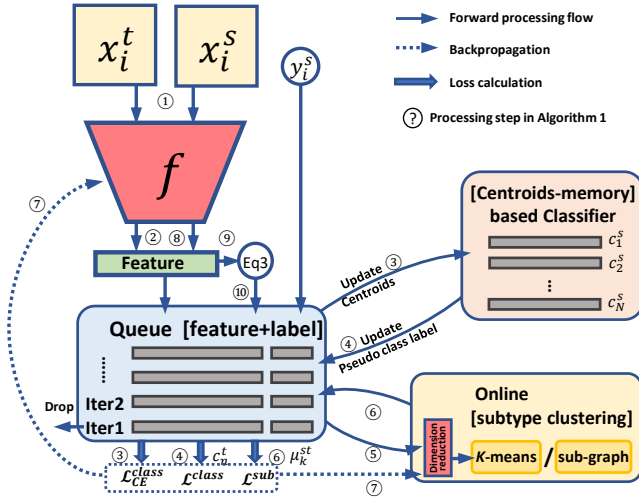 x_i^t
x_i^s
y_i^s
Forward processing flow
Backpropagation
Loss calculation
? Processing step in Algorithm 1
①
f
⑦
② ⑧ ⑨
Feature
Eq3
⑩
[Centroids-memory]
based Classifier
c_1^s
c_2^s
⋮
c_N^s
Update ③
Centroids
④ Update
Pseudo class label
Queue [feature+label]
......
Iter2
Iter1
Drop
③ ④ c_n^t ⑥ μ_k^{st}
ℒ_{CE}^{class} ℒ^{class} ℒ^{sub}
⑥
⑤
⑦
Online
[subtype clustering]
Dimension
reduction
K-means / sub-graph